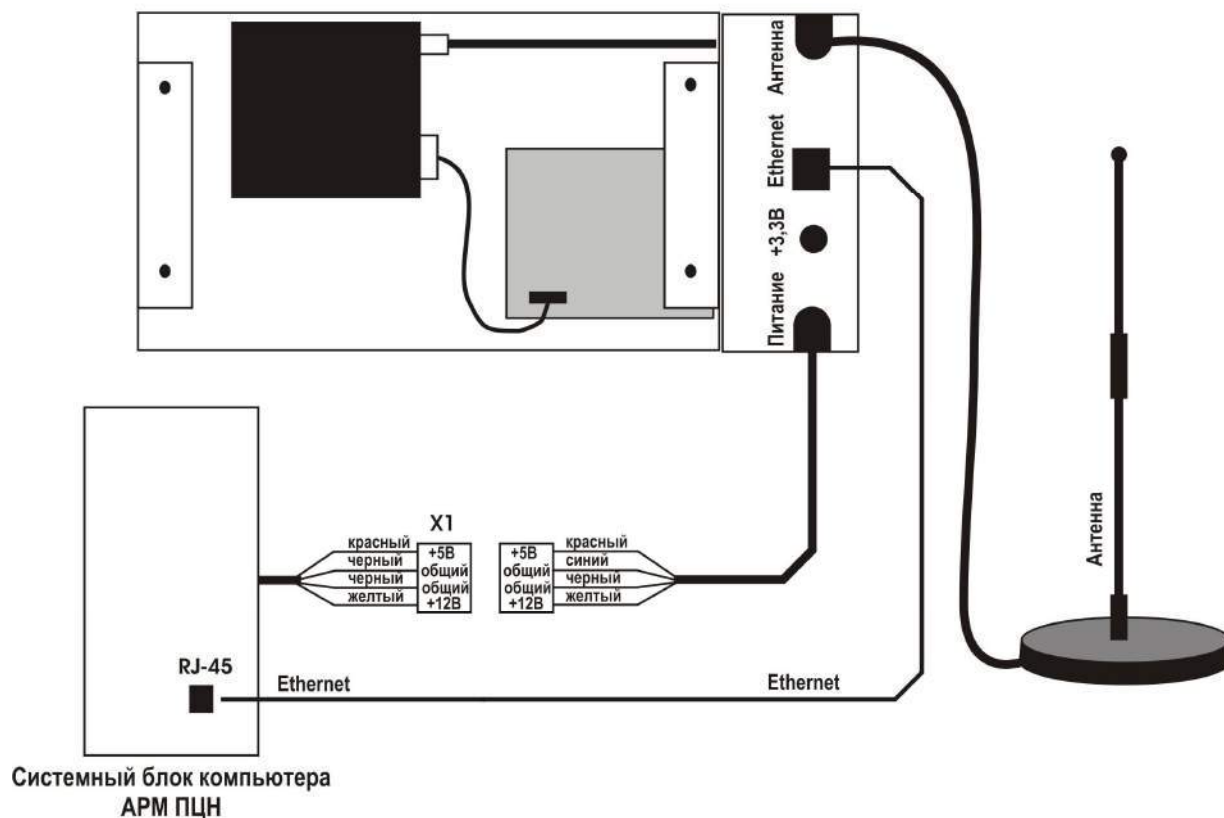 Антенна
Ethernet
+3,3В
Питание
Антенна
X1
красный
черный
черный
желтый
+5В
общий
общий
+12В
+5В
общий
общий
+12В
красный
синий
черный
желтый
RJ-45
Ethernet
Ethernet
Системный блок компьютера
АРМ ПЦН